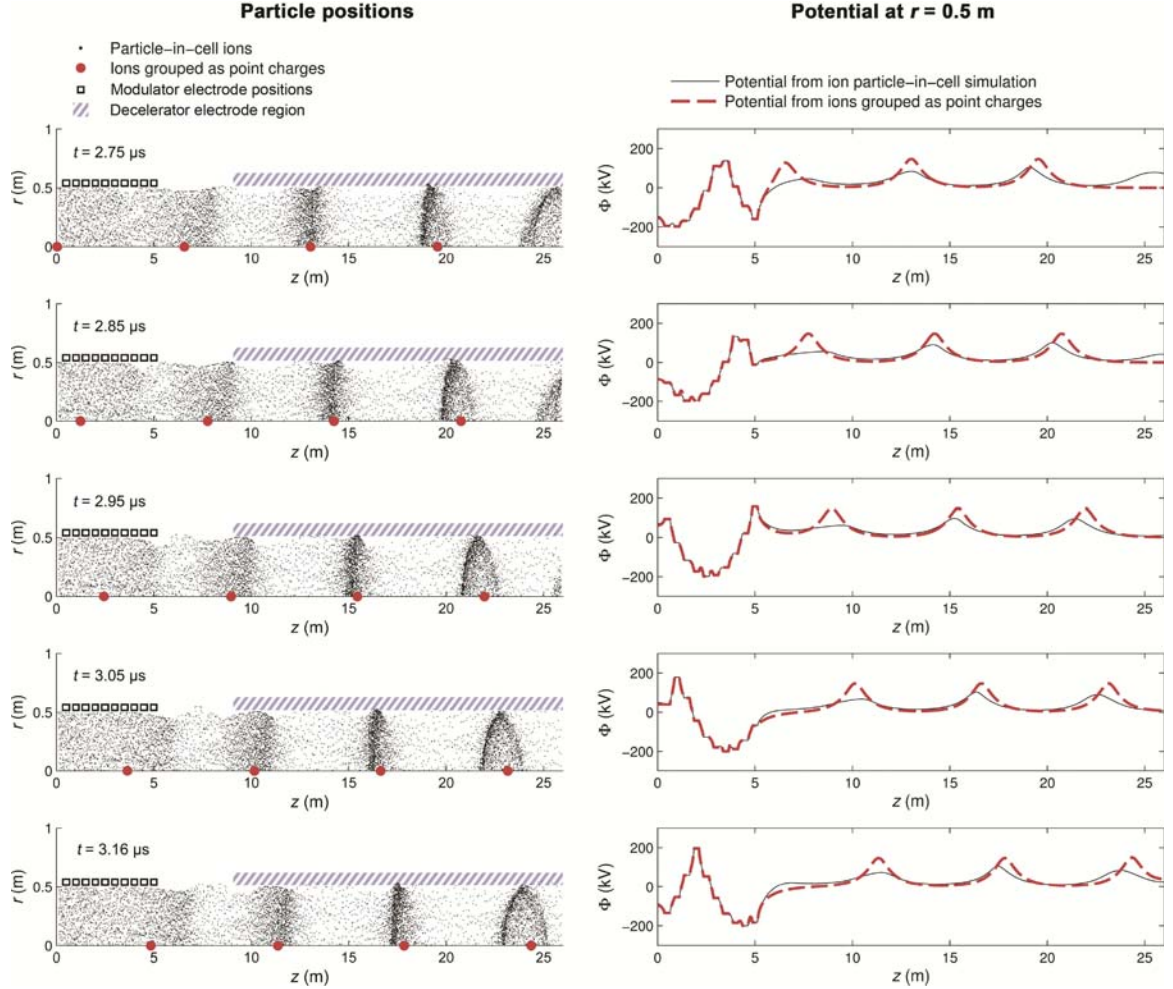 Particle positions
Potential at r = 0.5 m
Particle−in−cell ions
Ions grouped as point charges
Modulator electrode positions
Decelerator electrode region
Potential from ion particle−in−cell simulation
Potential from ions grouped as point charges
1
t = 2.75 µs
r (m)
0.5
0
0 5 10 15 20 25
z (m)
200
Φ (kV)
0
−200
0 5 10 15 20 25
z (m)
1
t = 2.85 µs
r (m)
0.5
0
0 5 10 15 20 25
z (m)
200
Φ (kV)
0
−200
0 5 10 15 20 25
z (m)
1
t = 2.95 µs
r (m)
0.5
0
0 5 10 15 20 25
z (m)
200
Φ (kV)
0
−200
0 5 10 15 20 25
z (m)
1
t = 3.05 µs
r (m)
0.5
0
0 5 10 15 20 25
z (m)
200
Φ (kV)
0
−200
0 5 10 15 20 25
z (m)
1
t = 3.16 µs
r (m)
0.5
0
0 5 10 15 20 25
z (m)
200
Φ (kV)
0
−200
0 5 10 15 20 25
z (m)